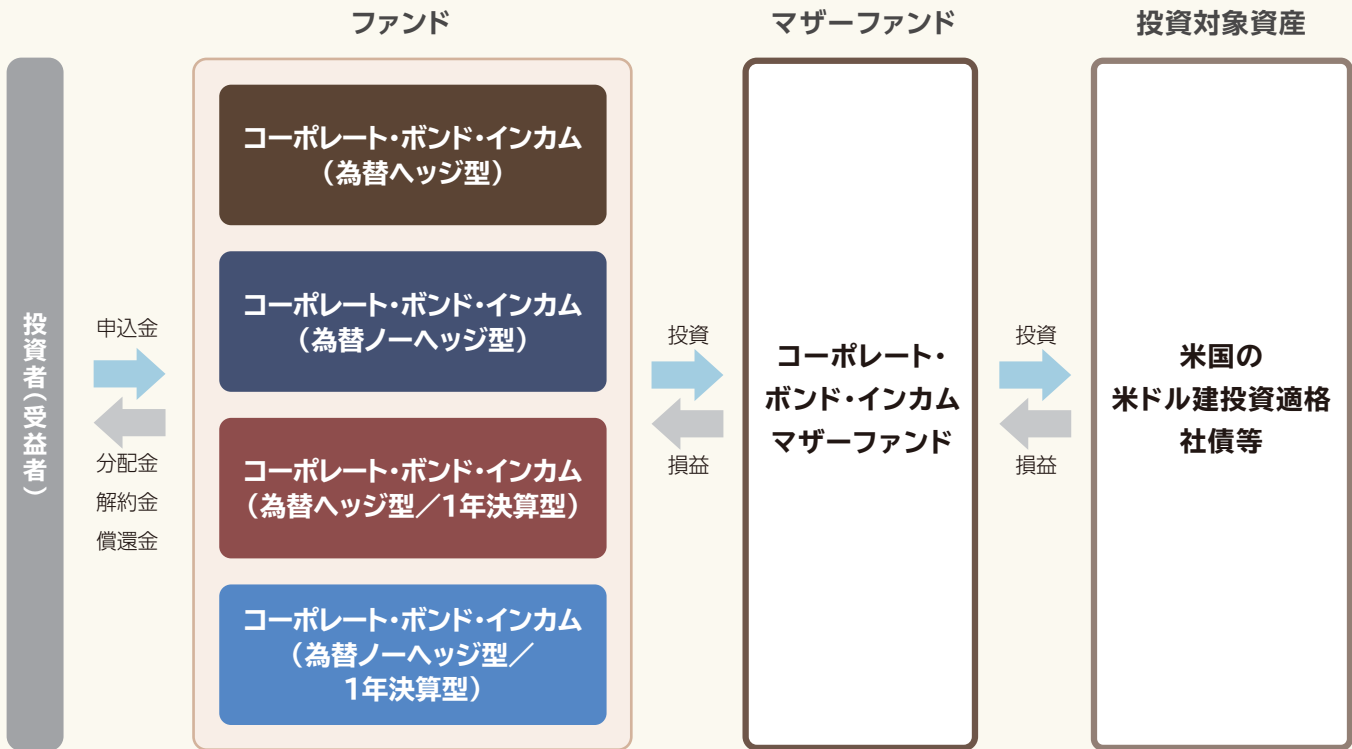 ファンド
マザーファンド
投資対象資産
投資者（受益者）
申込金
分配金
解約金
償還金
コーポレート・ボンド・インカム
（為替ヘッジ型）
コーポレート・ボンド・インカム
（為替ノーヘッジ型）
コーポレート・ボンド・インカム
（為替ヘッジ型／1年決算型）
コーポレート・ボンド・インカム
（為替ノーヘッジ型／
1年決算型）
投資
損益
コーポレート・
ボンド・インカム
マザーファンド
投資
損益
米国の
米ドル建投資適格
社債等